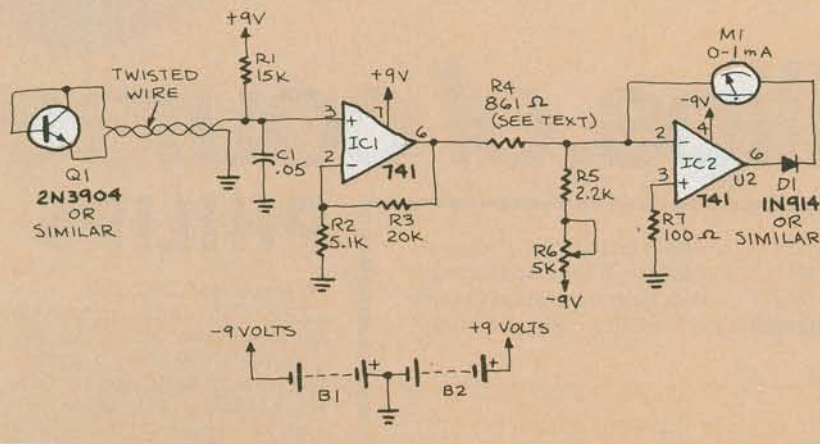 +9V
R1
15K
TWISTED
WIRE
Q1
2N3904
OR
SIMILAR
C1
.05
3
+
2
-
IC1
7
+9V
6
741
R2
5.1K
R3
20K
R4
861 Ω
(SEE TEXT)
R5
2.2K
R6
5K
-9V
M1
0-1mA
-9V
4
2
-
3
+
IC2
6
U2
741
R7
100 Ω
D1
1N914
OR
SIMILAR
-9 VOLTS
+9 VOLTS
+
+
B1
B2